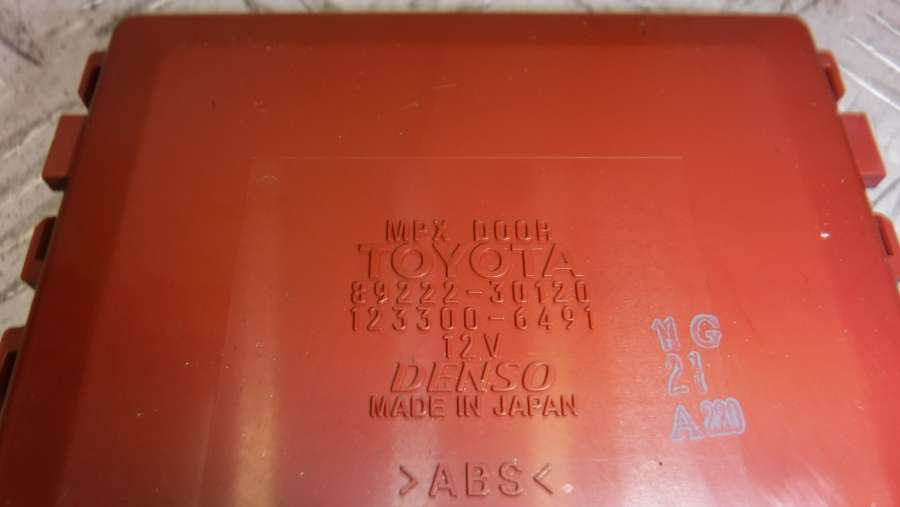 MPX DOOR
TOYOTA
89222-30120
123300-6491
12V
DENSO
MADE IN JAPAN
>ABS<
11 G
21
A220